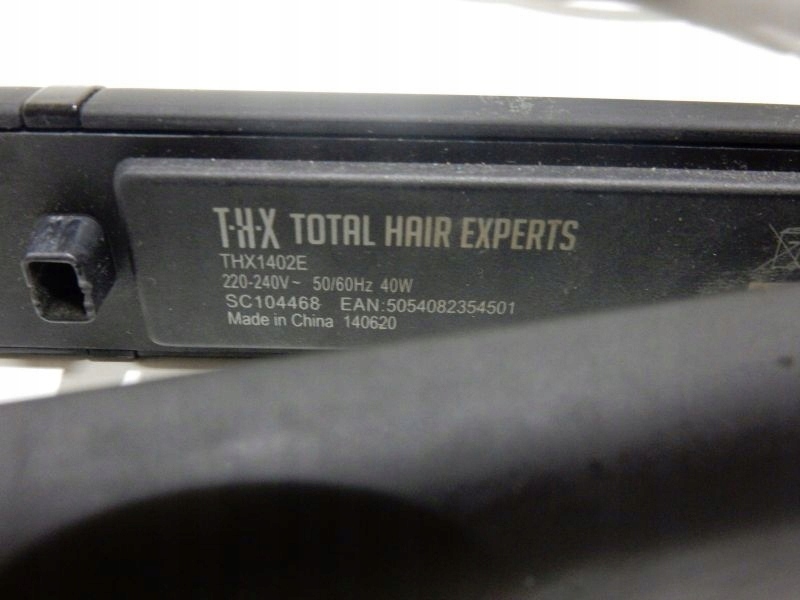 T·H·X TOTAL HAIR EXPERTS
THX1402E
220-240V~ 50/60Hz 40W
SC104468 EAN:5054082354501
Made in China 140620